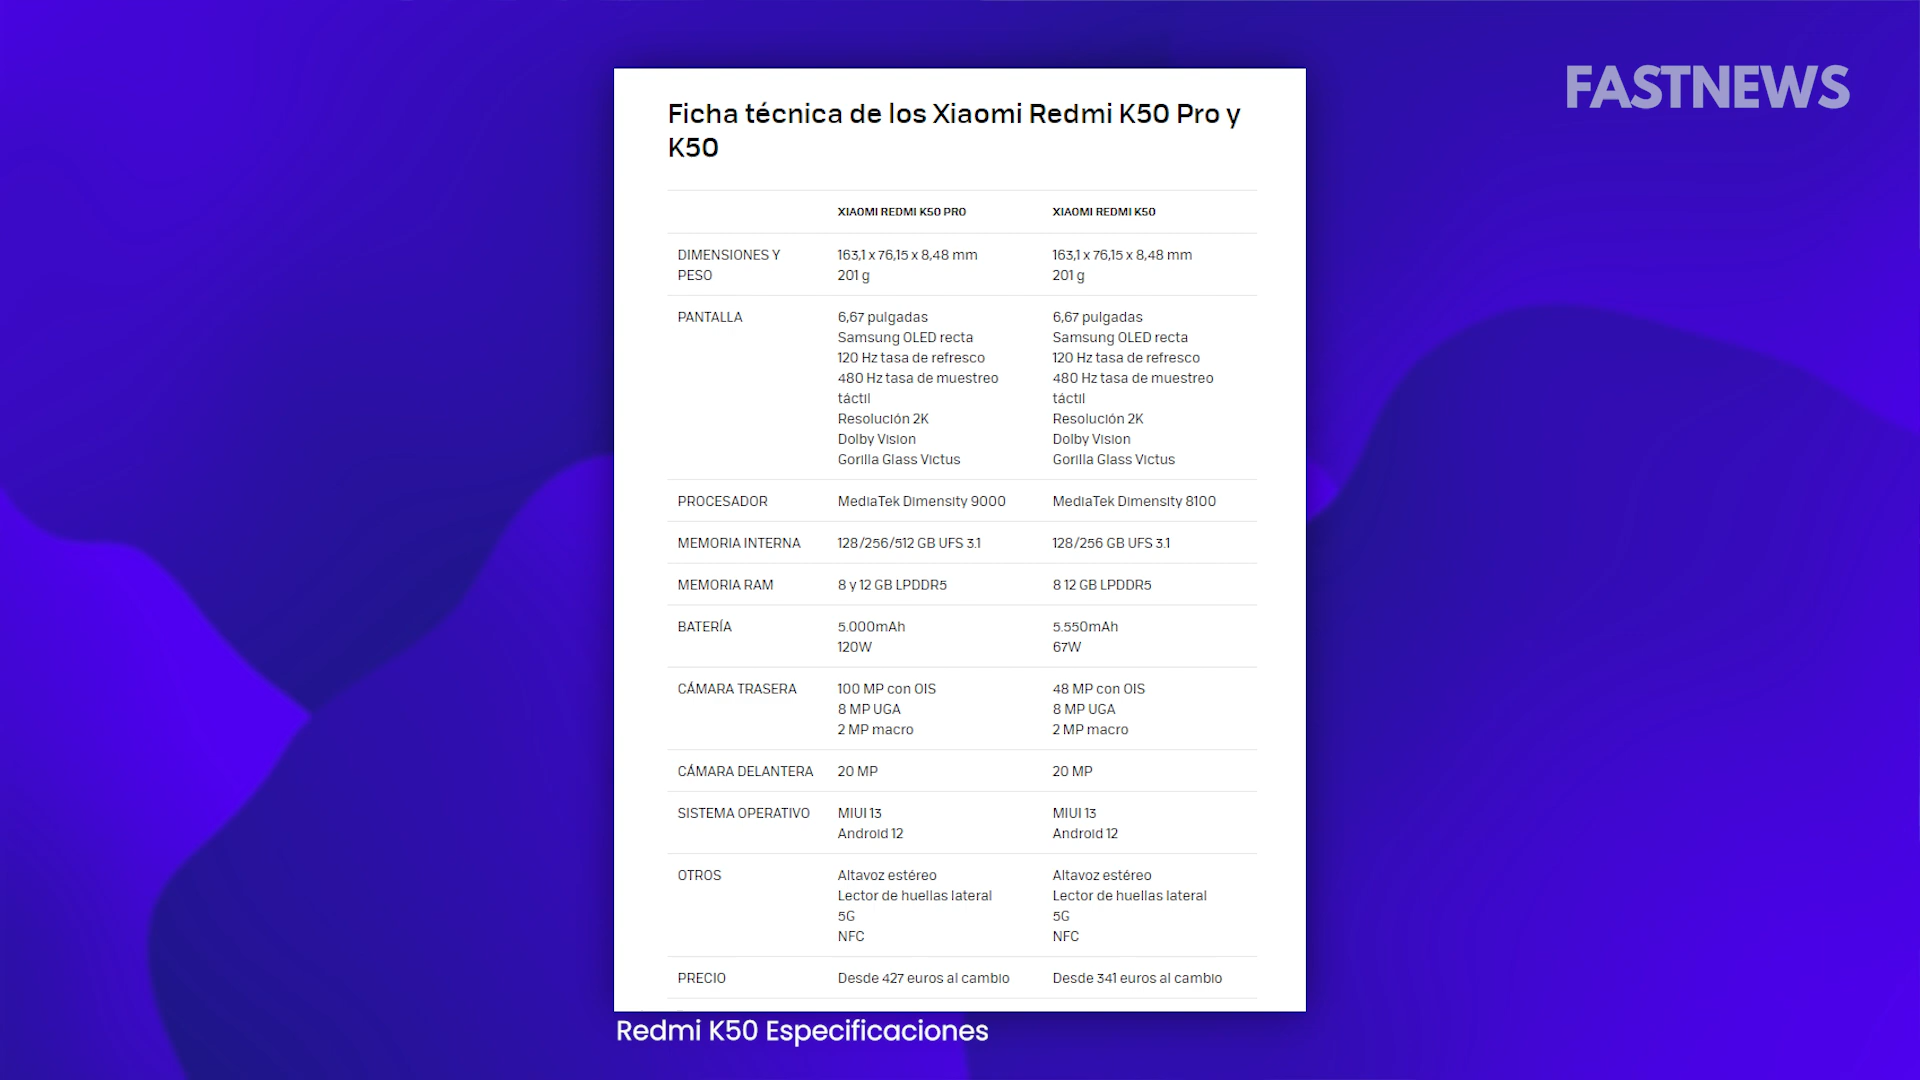 FASTNEWS
Ficha técnica de los Xiaomi Redmi K50 Pro y
K50
XIAOMI REDMI K50 PRO XIAOMI REDMI K50
DIMENSIONES Y 163,1 x 76,15 x 8,48 mm 163,1 x 76,15 x 8,48 mm
PESO 201 g 201 g
PANTALLA 6,67 pulgadas 6,67 pulgadas
Samsung OLED recta Samsung OLED recta
120 Hz tasa de refresco 120 Hz tasa de refresco
480 Hz tasa de muestreo 480 Hz tasa de muestreo
táctil táctil
Resolución 2K Resolución 2K
Dolby Vision Dolby Vision
Gorilla Glass Victus Gorilla Glass Victus
PROCESADOR MediaTek Dimensity 9000 MediaTek Dimensity 8100
MEMORIA INTERNA 128/256/512 GB UFS 3.1 128/256 GB UFS 3.1
MEMORIA RAM 8 y 12 GB LPDDR5 8 12 GB LPDDR5
BATERÍA 5.000mAh 5.550mAh
120W 67W
CÁMARA TRASERA 100 MP con OIS 48 MP con OIS
8 MP UGA 8 MP UGA
2 MP macro 2 MP macro
CÁMARA DELANTERA 20 MP 20 MP
SISTEMA OPERATIVO MIUI 13 MIUI 13
Android 12 Android 12
OTROS Altavoz estéreo Altavoz estéreo
Lector de huellas lateral Lector de huellas lateral
5G 5G
NFC NFC
PRECIO Desde 427 euros al cambio Desde 341 euros al cambio
Redmi K50 Especificaciones